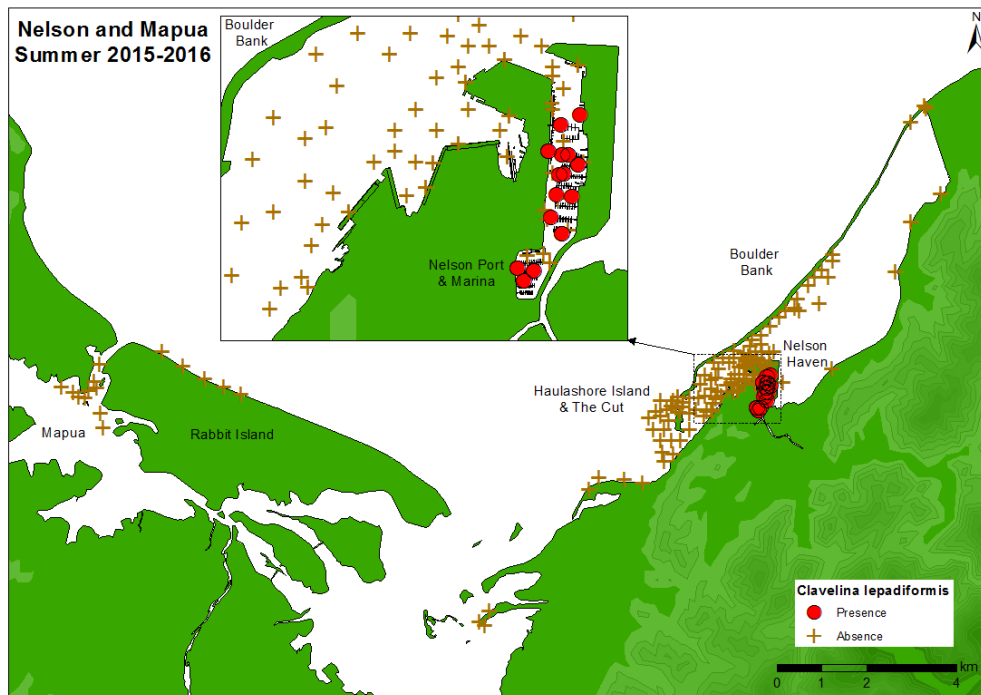 Nelson and Mapua
Summer 2015-2016
Boulder
Bank
N
Nelson Port
& Marina
Boulder
Bank
Nelson
Haven
Haulashore Island
& The Cut
Mapua
Rabbit Island
Clavelina lepadiformis
Presence
Absence
km
0 1 2 4